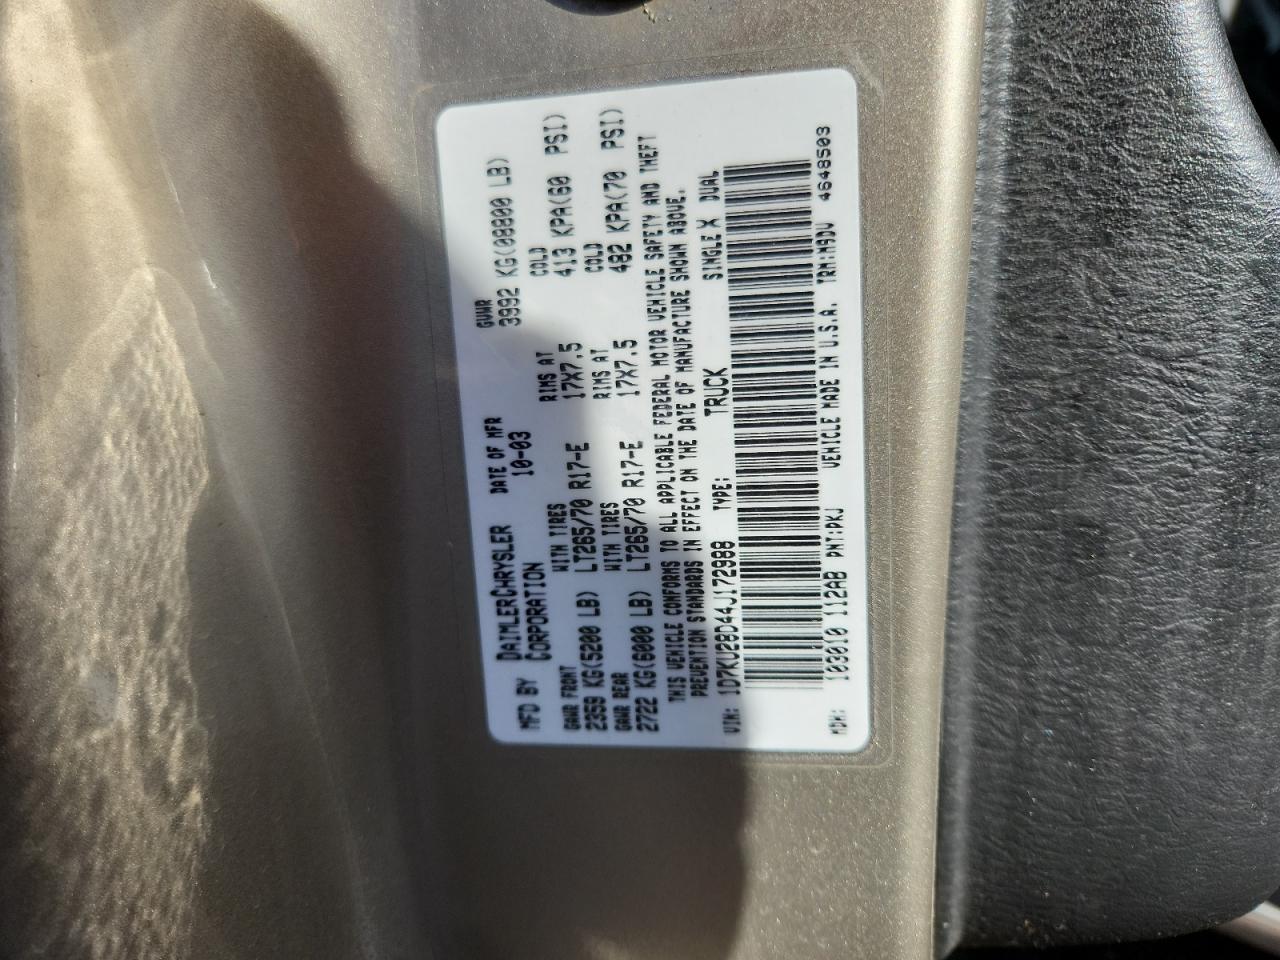 MFD BY DAIMLERCHRYSLER CORPORATION
DATE OF MFR 10-03
GVWR 3992 KG(08800 LB)
GAWR FRONT WITH TIRES RIMS AT COLD
2359 KG(5200 LB) LT265/70 R17-E 17X7.5 413 KPA(60 PSI)
GAWR REAR WITH TIRES RIMS AT COLD
2722 KG(6000 LB) LT265/70 R17-E 17X7.5 482 KPA(70 PSI)
THIS VEHICLE CONFORMS TO ALL APPLICABLE FEDERAL MOTOR VEHICLE SAFETY AND THEFT
PREVENTION STANDARDS IN EFFECT ON THE DATE OF MANUFACTURE SHOWN ABOVE.
VIN: 1D7KU28D44J172988 TYPE: TRUCK SINGLE X DUAL
MDH: 103010 112AB PNT:PKJ VEHICLE MADE IN U.S.A. TRM:M9DV 4648503